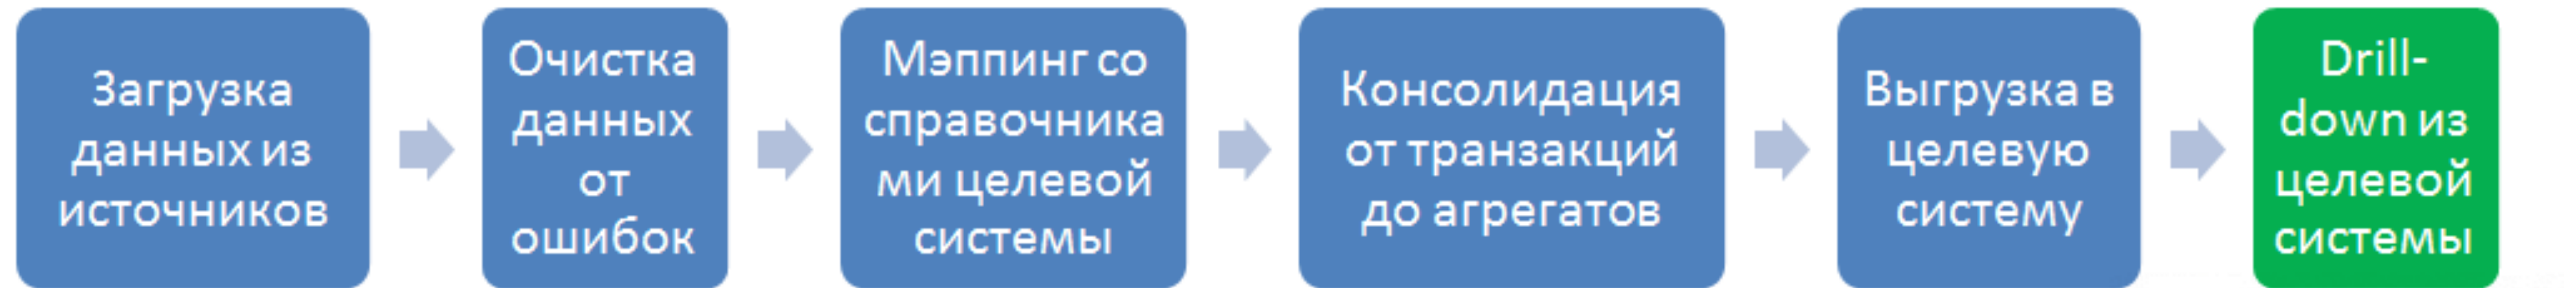 Загрузка
данных из
источников
Очистка
данных
от
ошибок
Мэппинг со
справочника
ми целевой
системы
Консолидация
от транзакций
до агрегатов
Выгрузка в
целевую
систему
Drill-
down из
целевой
системы